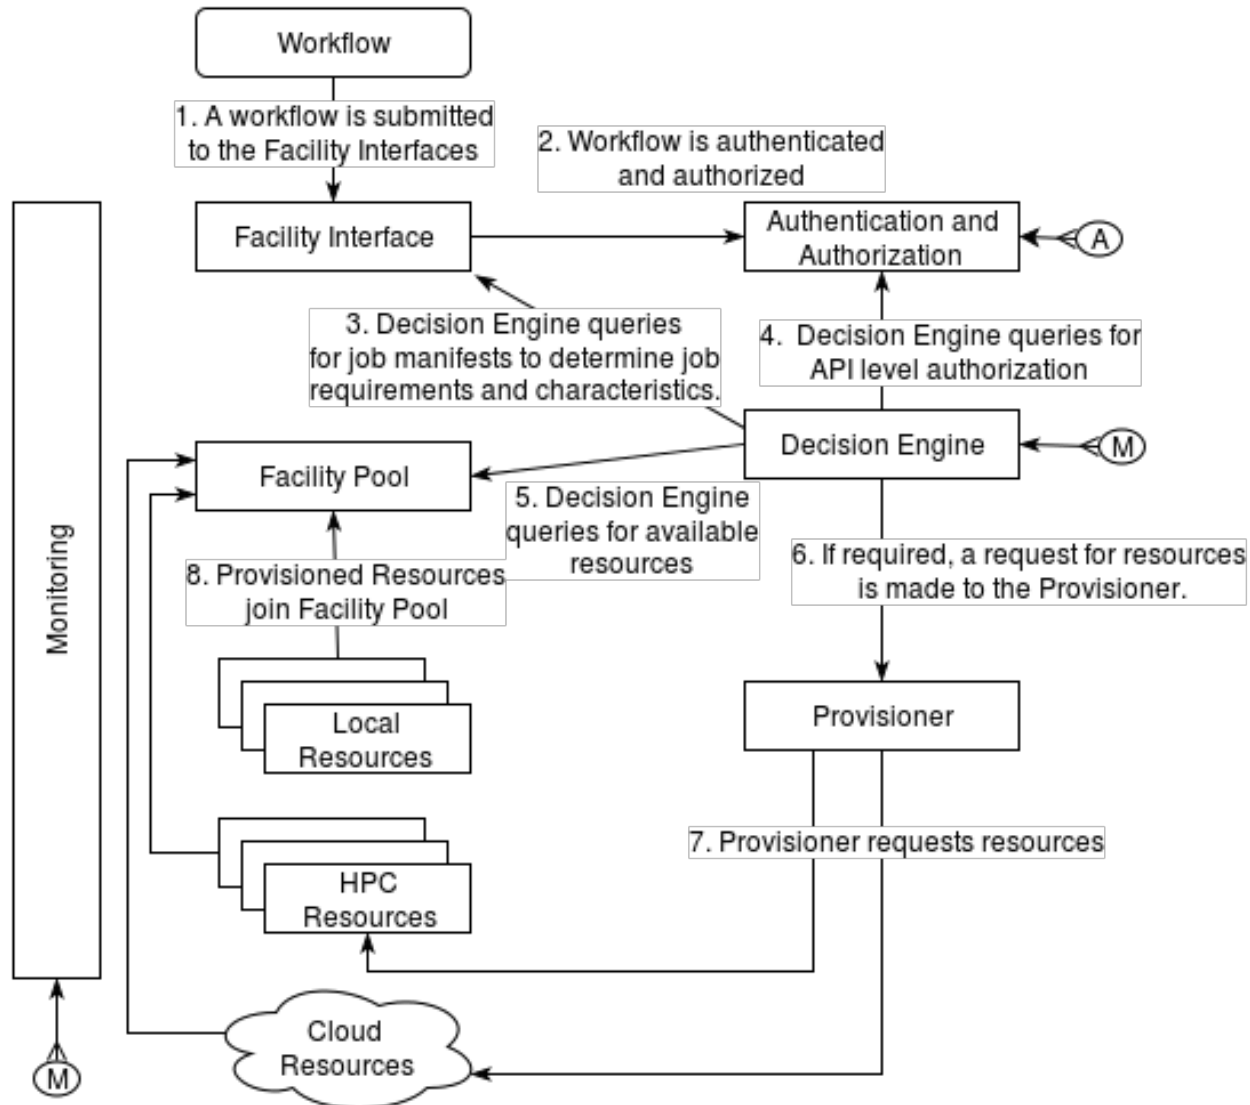 Workflow
1. A workflow is submitted
to the Facility Interfaces
2. Workflow is authenticated
and authorized
Facility Interface
Authentication and
Authorization
A
3. Decision Engine queries
for job manifests to determine job
requirements and characteristics.
4.  Decision Engine queries for
API level authorization
Decision Engine
M
Facility Pool
5. Decision Engine
queries for available
resources
6. If required, a request for resources
is made to the Provisioner.
8. Provisioned Resources
join Facility Pool
Monitoring
Local
Resources
Provisioner
7. Provisioner requests resources
HPC
Resources
Cloud
Resources
M